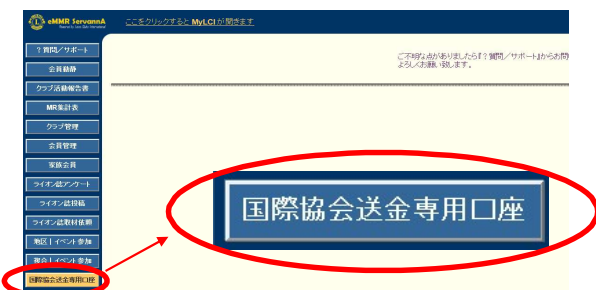 eMMR ServannA
ここをクリックすると MyLCI が開きます
? 質問／サポート
ご不明な点がありましたら『? 質問／サポート』からお問
よろしくお願い致します。
会員動静
クラブ活動報告書
MR集計表
クラブ管理
会員管理
家族会員
ライオン誌アンケート
ライオン誌投稿
ライオン誌取材依頼
地区｜イベント参加
複合｜イベント参加
国際協会送金専用口座
国際協会送金専用口座